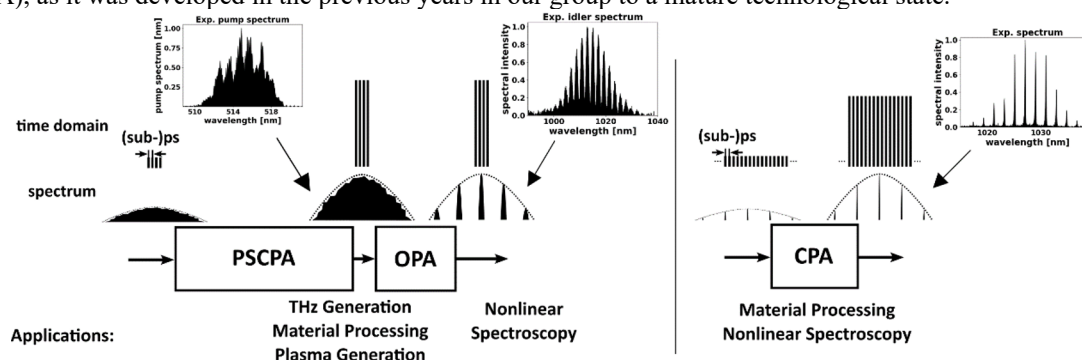 A), as it was developed in the previous years in our group to a mature technological state.
Exp. pump spectrum
pump spectrum [nm]
1.00
0.75
0.50
0.25
510
514
518
wavelength [nm]
Exp. idler spectrum
spectral intensity
1.0
0.8
0.6
0.4
0.2
0.0
1000
1020
1040
wavelength [nm]
Exp. spectrum
spectral intensity
1.0
0.8
0.6
0.4
0.2
0.0
1020
1030
wavelength [nm]
time domain
(sub-)ps
(sub-)ps
spectrum
PSCPA
OPA
CPA
Applications:
THz Generation
Material Processing
Plasma Generation
Nonlinear
Spectroscopy
Material Processing
Nonlinear Spectroscopy